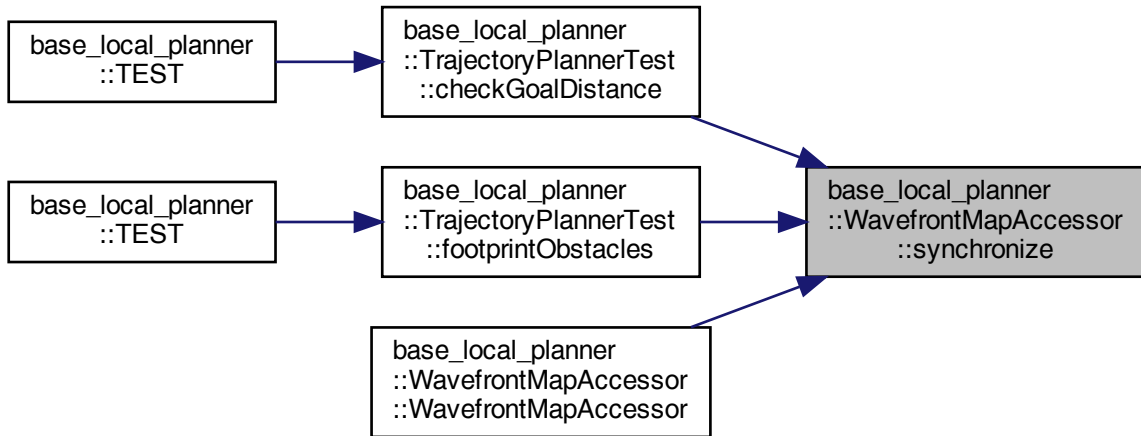 base_local_planner
::TEST
base_local_planner
::TrajectoryPlannerTest
::checkGoalDistance
base_local_planner
::TEST
base_local_planner
::TrajectoryPlannerTest
::footprintObstacles
base_local_planner
::WavefrontMapAccessor
::synchronize
base_local_planner
::WavefrontMapAccessor
::WavefrontMapAccessor